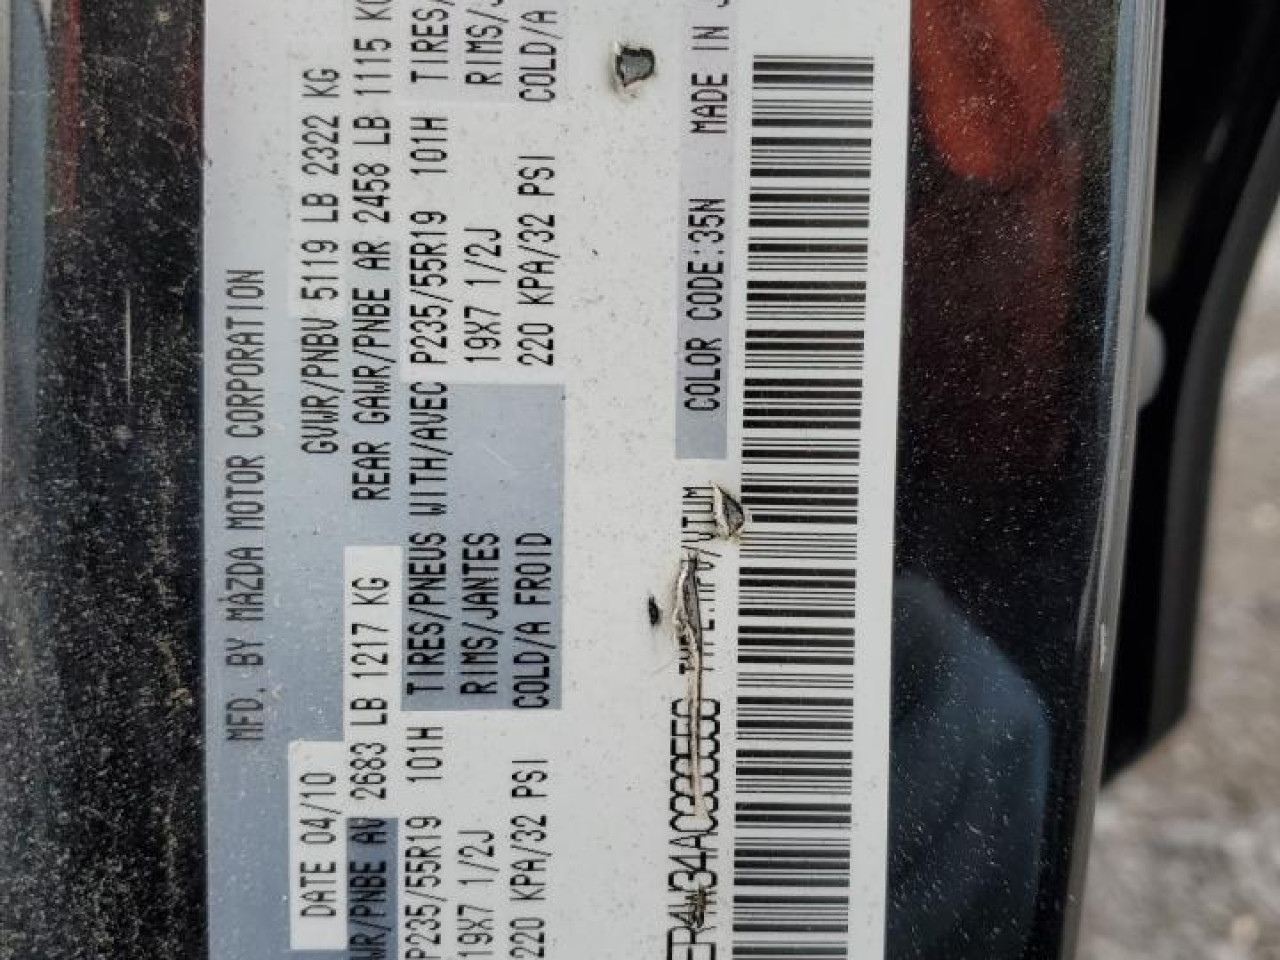 MFD. BY MAZDA MOTOR CORPORATION
DATE 04/10 GVWR/PNBV 5119 LB 2322 KG
WR/PNBE AV 2683 LB 1217 KG REAR GAWR/PNBE AR 2458 LB 1115 KG
P235/55R19 101H TIRES/PNEUS WITH/AVEC P235/55R19 101H TIRES/
19X7 1/2J RIMS/JANTES 19X7 1/2J RIMS/
220 KPA/32 PSI COLD/A FROID 220 KPA/32 PSI COLD/A
COLOR CODE:35N MADE IN